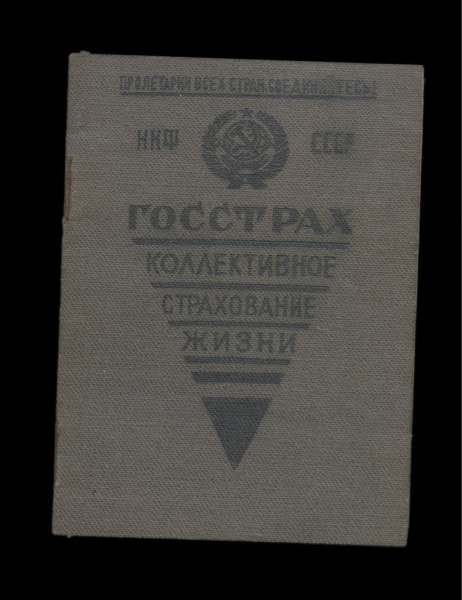 ПРОЛЕТАРИИ ВСЕХ СТРАН, СОЕДИНЯЙТЕСЬ!
НКФ СССР
ГОССТРАХ
КОЛЛЕКТИВНОЕ
СТРАХОВАНИЕ
ЖИЗНИ